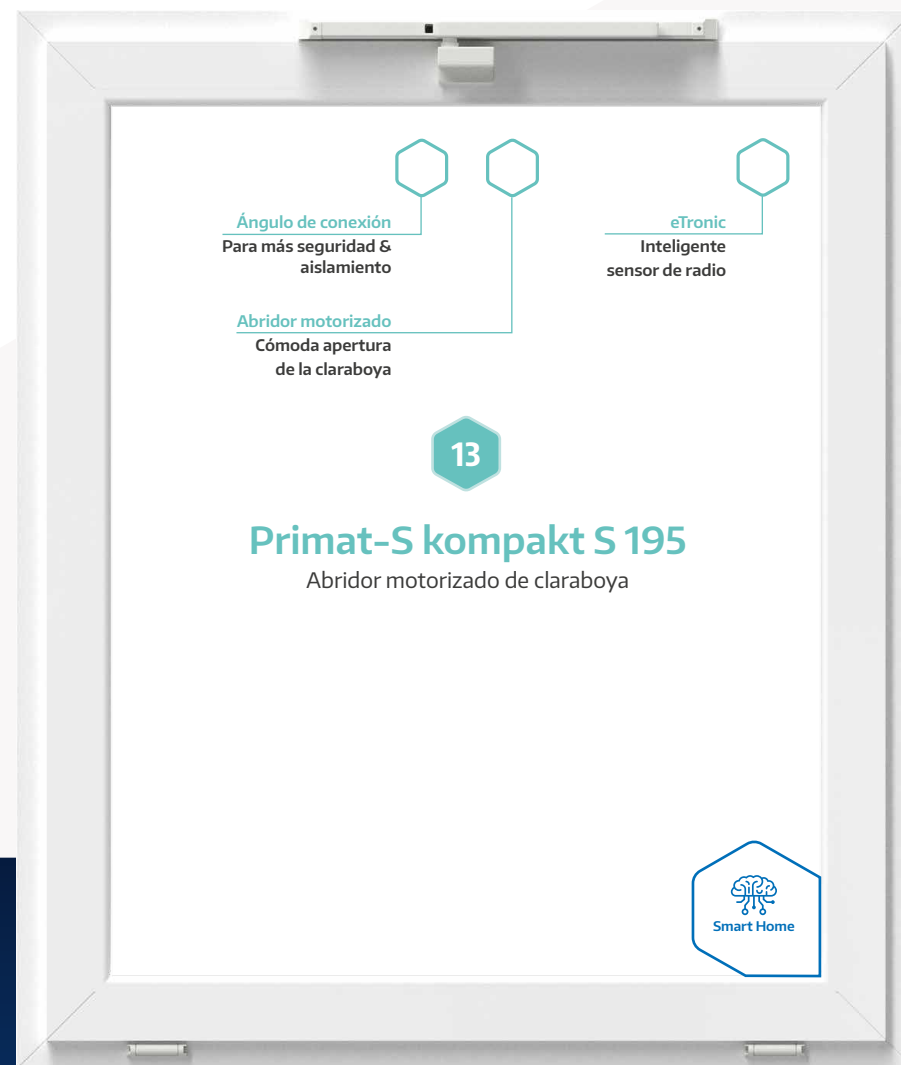 Ángulo de conexión
Para más seguridad &
aislamiento
eTronic
Inteligente
sensor de radio
Abridor motorizado
Cómoda apertura
de la claraboya
13
Primat-S kompakt S 195
Abridor motorizado de claraboya
Smart Home